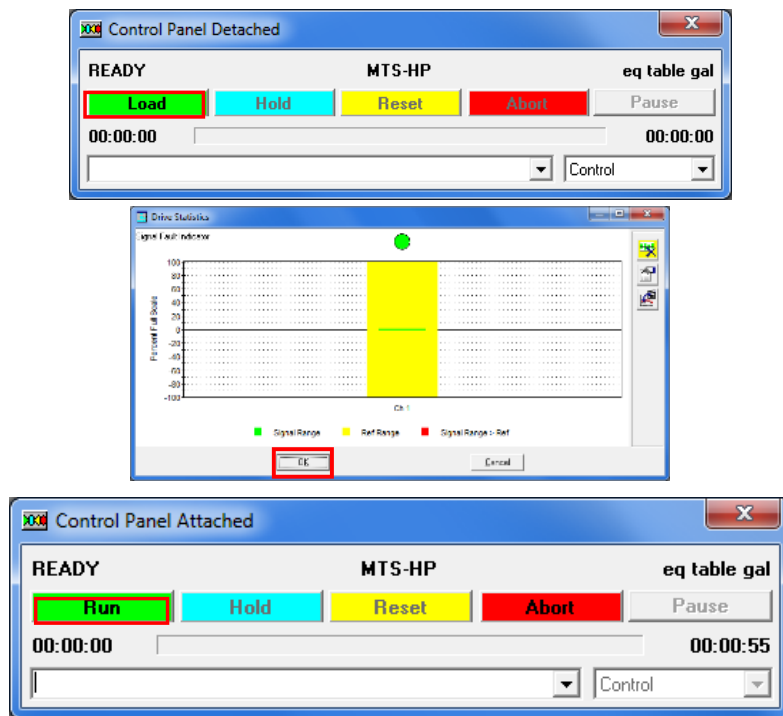 Control Panel Detached
READY MTS-HP eq table gal
Load Hold Reset Abort Pause
00:00:00 00:00:00
Control
Drive Statistics
Signal Fault Indicator
100
80
60
40
20
0
-20
-40
-60
-80
-100
Percent Full Scale
Ch 1
Signal Range Ref Range Signal Range > Ref
OK Cancel
Control Panel Attached
READY MTS-HP eq table gal
Run Hold Reset Abort Pause
00:00:00 00:00:55
Control